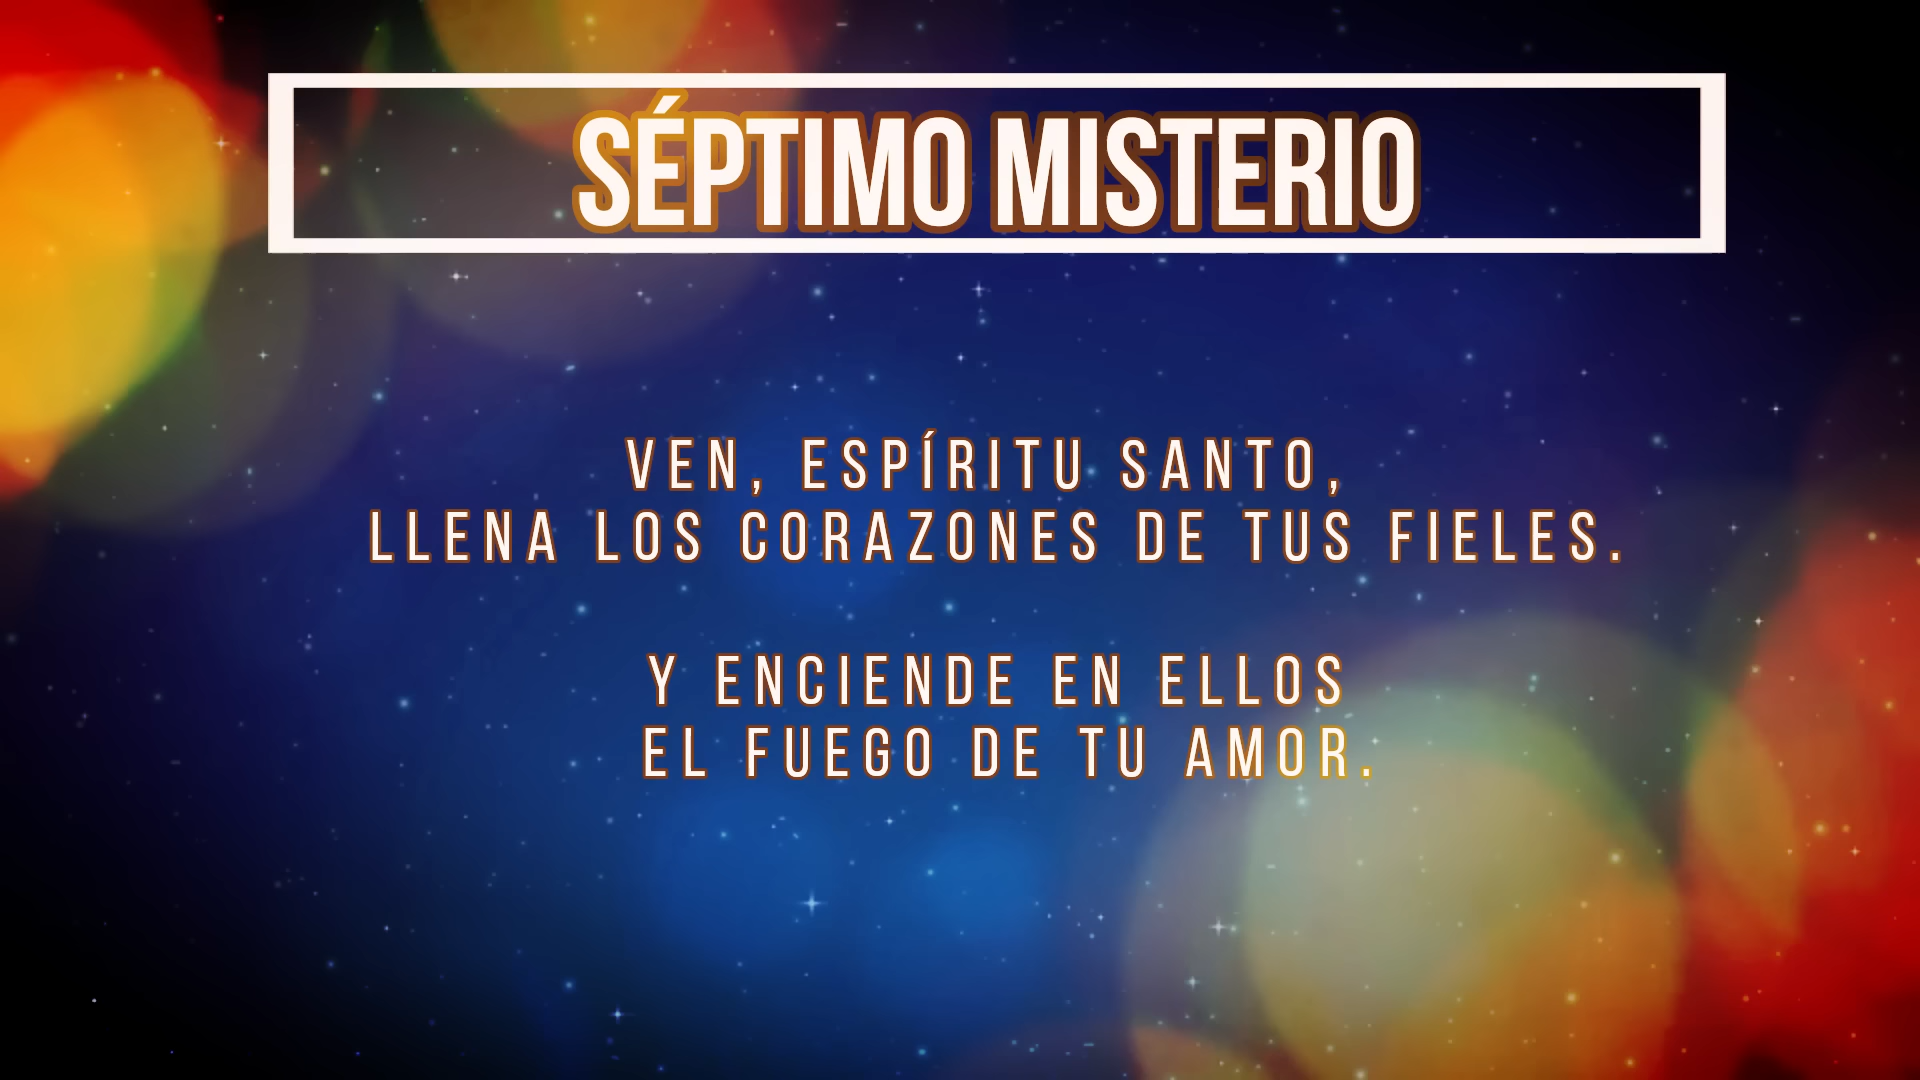 SÉPTIMO MISTERIO
VEN, ESPÍRITU SANTO,
LLENA LOS CORAZONES DE TUS FIELES.
Y ENCIENDE EN ELLOS
EL FUEGO DE TU AMOR.